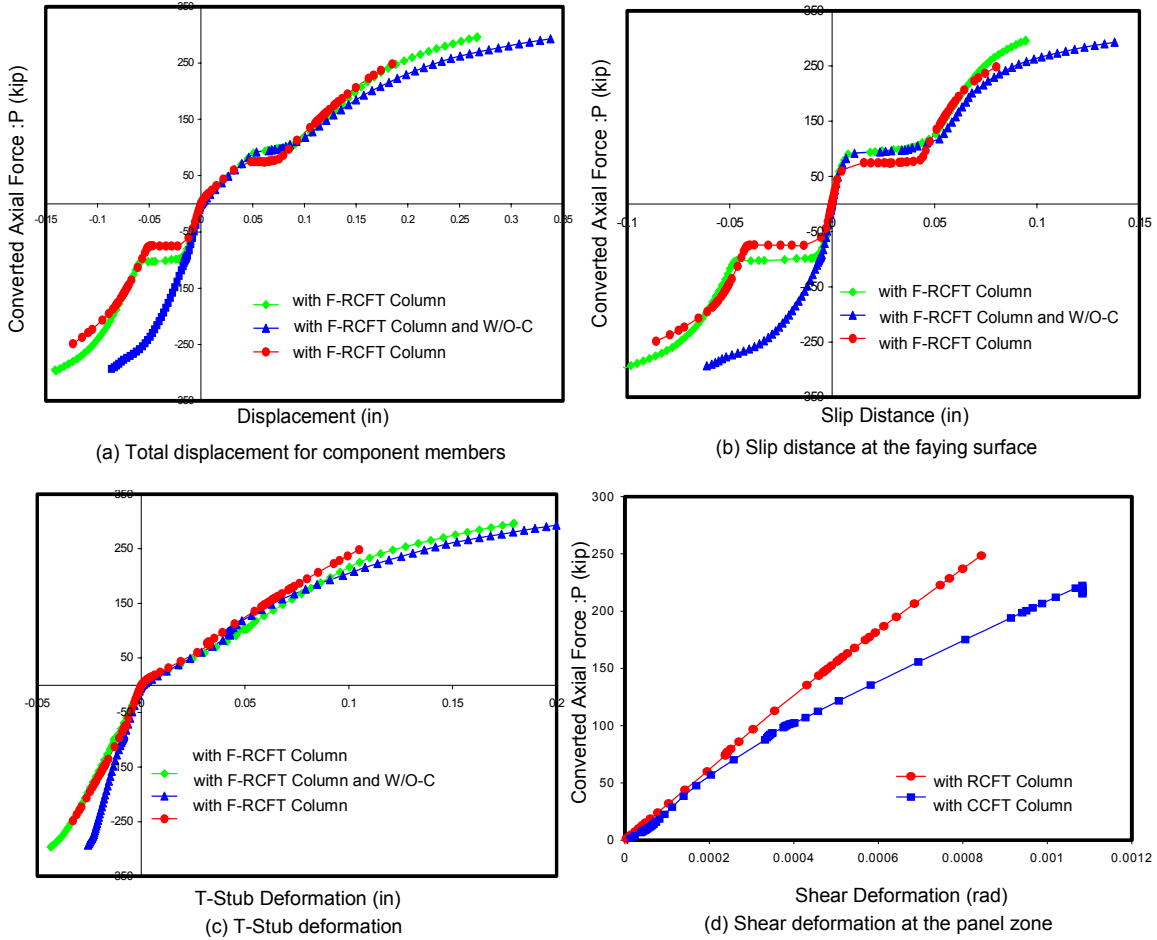 350
250
150
50
-50
-150
-250
350
-0.15
-0.1
-0.05
0
0.05
0.1
0.15
0.2
0.25
0.3
0.35
Converted Axial Force :P (kip)
with F-RCFT Column
with F-RCFT Column and W/O-C
with F-RCFT Column
Displacement (in)
(a) Total displacement for component members
350
250
150
50
-50
-150
-250
350
-0.1
-0.05
0
0.05
0.1
0.15
Converted Axial Force :P (kip)
with F-RCFT Column
with F-RCFT Column and W/O-C
with F-RCFT Column
Slip Distance (in)
(b) Slip distance at the faying surface
350
250
150
50
-50
-150
-250
350
-0.05
0
0.05
0.1
0.15
0.2
with F-RCFT Column
with F-RCFT Column and W/O-C
with F-RCFT Column
T-Stub Deformation (in)
(c) T-Stub deformation
300
250
200
150
100
50
0
0
0.0002
0.0004
0.0006
0.0008
0.001
0.0012
Converted Axial Force :P (kip)
with RCFT Column
with CCFT Column
Shear Deformation (rad)
(d) Shear deformation at the panel zone